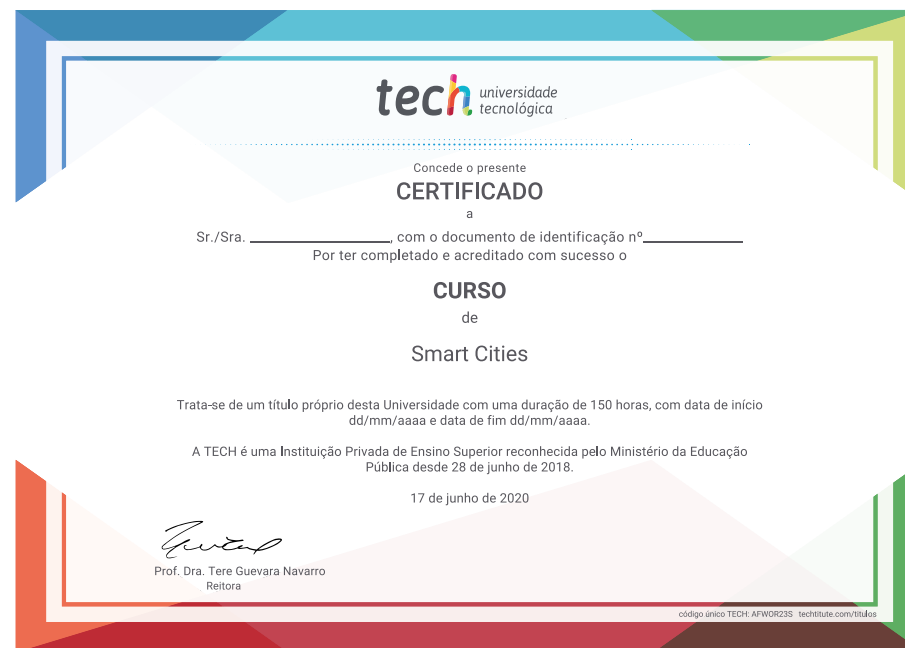 tech universidade
tecnológica
Concede o presente
CERTIFICADO
a
Sr./Sra. ____________________, com o documento de identificação nº______________
Por ter completado e acreditado com sucesso o
CURSO
de
Smart Cities
Trata-se de um título próprio desta Universidade com uma duração de 150 horas, com data de início
dd/mm/aaaa e data de fim dd/mm/aaaa.
A TECH é uma Instituição Privada de Ensino Superior reconhecida pelo Ministério da Educação
Pública desde 28 de junho de 2018.
17 de junho de 2020
Prof. Dra. Tere Guevara Navarro
Reitora
código único TECH: AFWOR23S techtitute.com/titulos